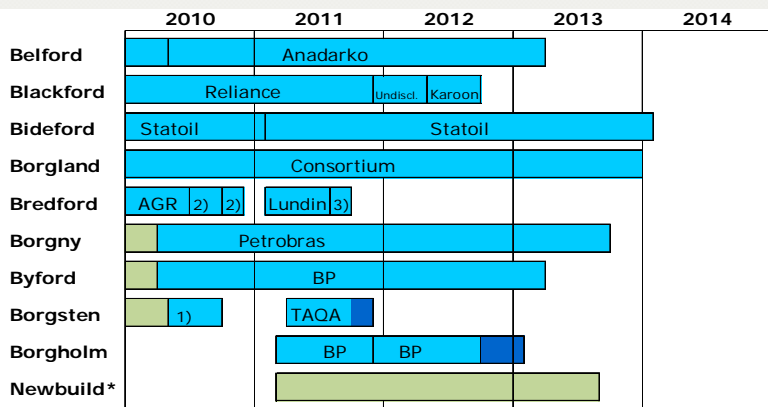 2010 2011 2012 2013 2014
Belford Anadarko
Blackford Reliance Undiscl. Karoon
Bideford Statoil Statoil
Borgland Consortium
Bredford AGR 2) 2) Lundin 3)
Borgny Petrobras
Byford BP
Borgsten 1) TAQA
Borgholm BP BP
Newbuild*